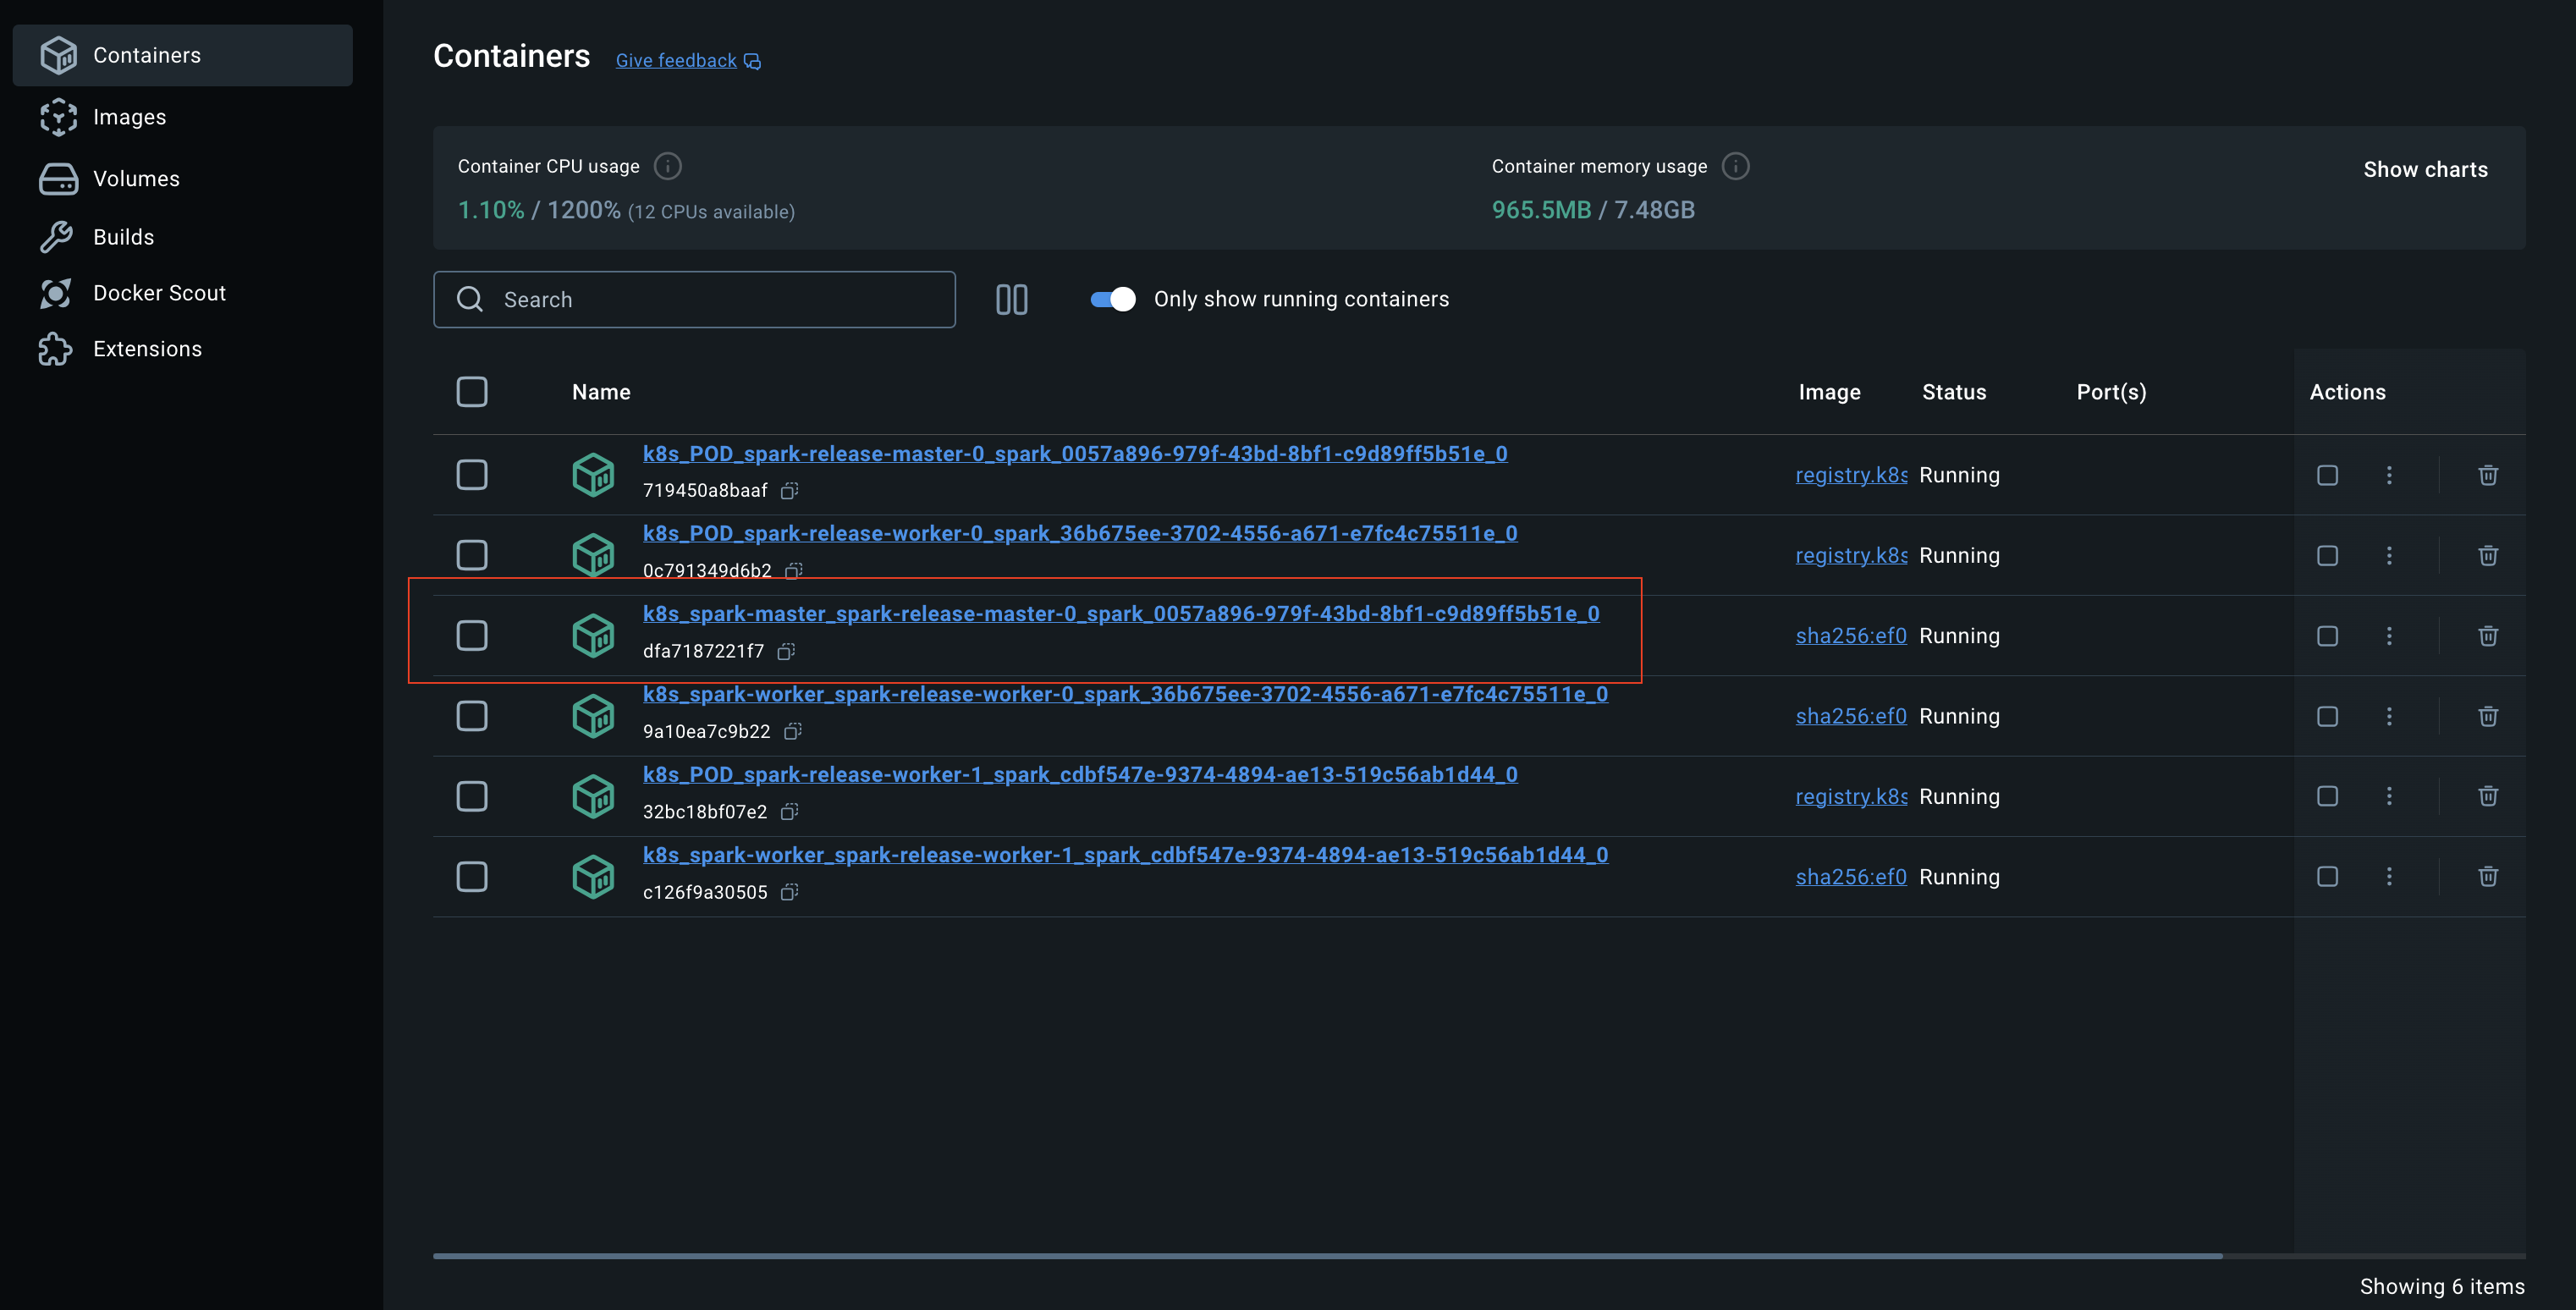 Containers
Images
Volumes
Builds
Docker Scout
Extensions
Containers Give feedback
Container CPU usage
1.10% / 1200% (12 CPUs available)
Container memory usage
965.5MB / 7.48GB
Show charts
Search
Only show running containers
Name Image Status Port(s) Actions
k8s_POD_spark-release-master-0_spark_0057a896-979f-43bd-8bf1-c9d89ff5b51e_0
719450a8baaf
registry.k8s Running
k8s_POD_spark-release-worker-0_spark_36b675ee-3702-4556-a671-e7fc4c75511e_0
0c791349d6b2
registry.k8s Running
k8s_spark-master_spark-release-master-0_spark_0057a896-979f-43bd-8bf1-c9d89ff5b51e_0
dfa7187221f7
sha256:ef0 Running
k8s_spark-worker_spark-release-worker-0_spark_36b675ee-3702-4556-a671-e7fc4c75511e_0
9a10ea7c9b22
sha256:ef0 Running
k8s_POD_spark-release-worker-1_spark_cdbf547e-9374-4894-ae13-519c56ab1d44_0
32bc18bf07e2
registry.k8s Running
k8s_spark-worker_spark-release-worker-1_spark_cdbf547e-9374-4894-ae13-519c56ab1d44_0
c126f9a30505
sha256:ef0 Running
Showing 6 items